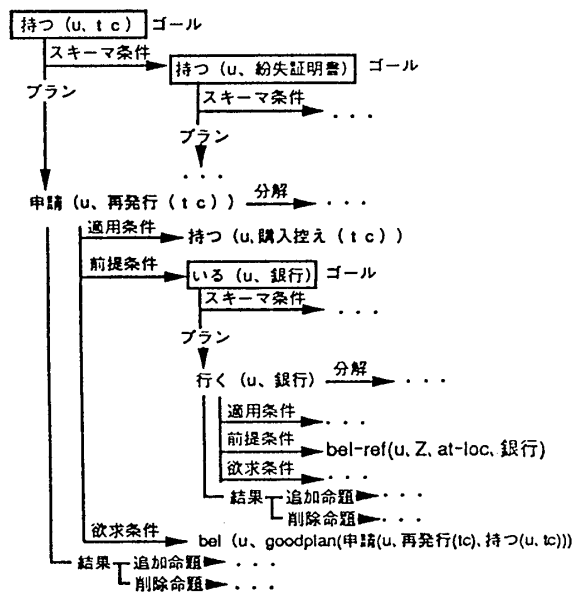 持つ（u、tc）ゴール
スキーマ条件
持つ（u、紛失証明書）ゴール
プラン
スキーマ条件
・・・
プラン
・・・
申請（u、再発行（tc））分解 ・・・
適用条件 持つ（u,購入控え（tc））
前提条件 いる（u、銀行）ゴール
スキーマ条件
・・・
プラン
行く（u、銀行）分解 ・・・
適用条件 ・・・
前提条件 bel-ref(u, Z, at-loc, 銀行)
欲求条件 ・・・
結果 追加命題 ・・・
削除命題 ・・・
欲求条件 bel（u、goodplan(申請(u, 再発行(tc), 持つ(u, tc)))
結果 追加命題 ・・・
削除命題 ・・・